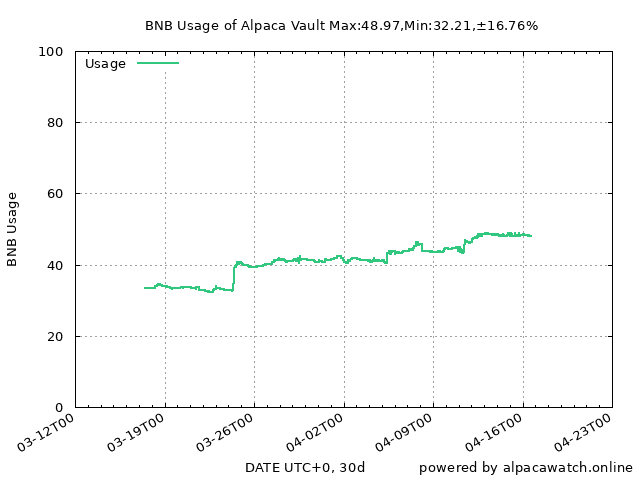 BNB Usage of Alpaca Vault Max:48.97,Min:32.21,±16.76%
100
Usage
80
60
BNB Usage
40
20
0
03-12T00
03-19T00
03-26T00
04-02T00
04-09T00
04-16T00
04-23T00
DATE UTC+0, 30d
powered by alpacawatch.online